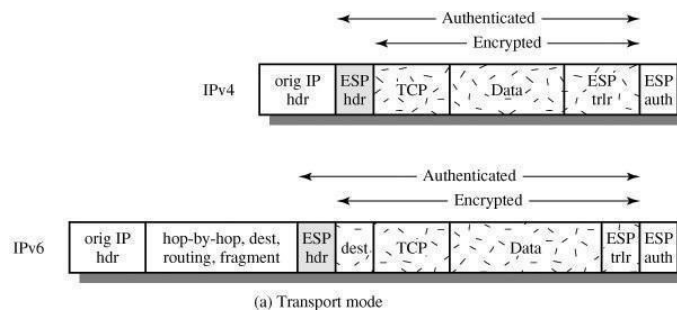 Authenticated
Encrypted
IPv4
orig IP
hdr
ESP
hdr
TCP
Data
ESP
trlr
ESP
auth
Authenticated
Encrypted
IPv6
orig IP
hdr
hop-by-hop, dest,
routing, fragment
ESP
hdr
dest
TCP
Data
ESP
trlr
ESP
auth
(a) Transport mode